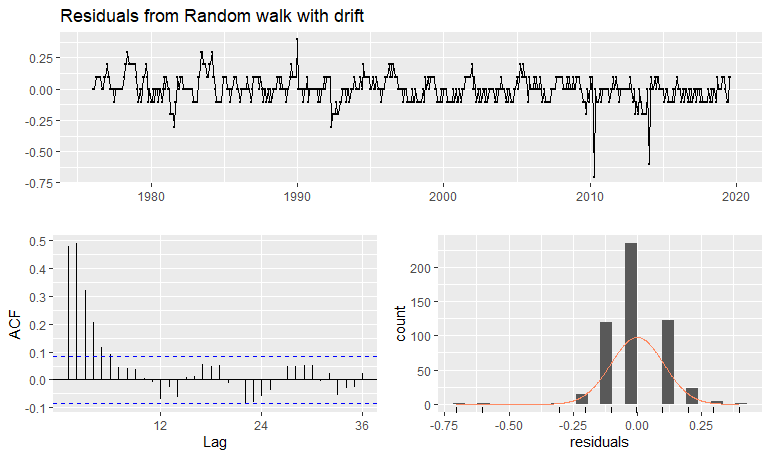 Residuals from Random walk with drift
0.25
0.00
-0.25
-0.50
-0.75
1980 1990 2000 2010 2020
0.5
0.4
0.3
0.2
0.1
0.0
-0.1
ACF
12 24 36
Lag
200
150
100
50
0
count
-0.75 -0.50 -0.25 0.00 0.25
residuals